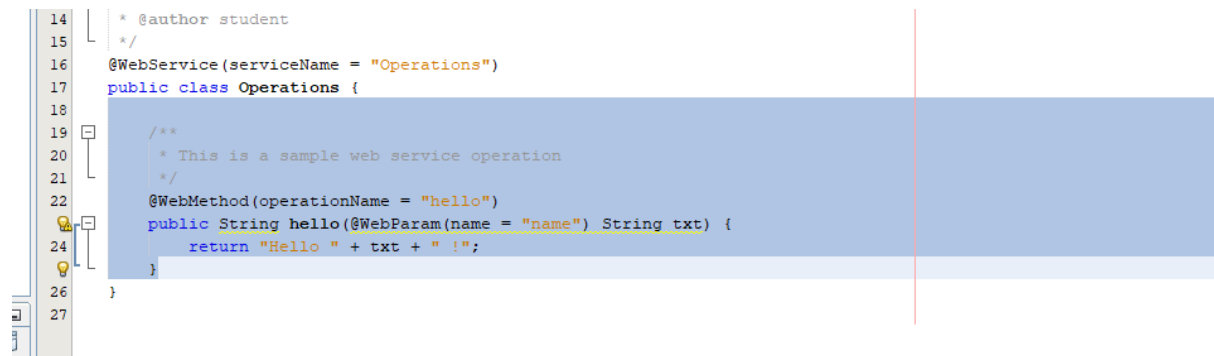 14 * @author student
15 */
16 @WebService(serviceName = "Operations")
17 public class Operations {
18
19 /**
20 * This is a sample web service operation
21 */
22 @WebMethod(operationName = "hello")
public String hello(@WebParam(name = "name") String txt) {
24 return "Hello " + txt + " !";
}
26 }
27